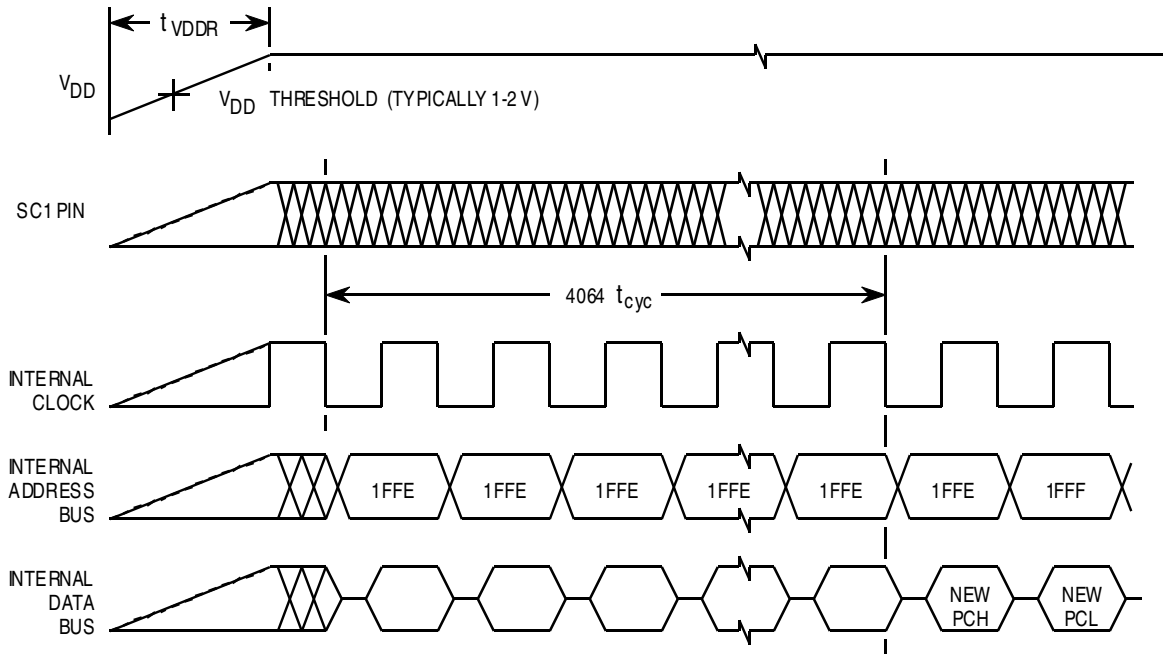 tVDDR
VDD
VDD THRESHOLD (TYPICALLY 1-2 V)
SC1 PIN
4064 tcyc
INTERNAL
CLOCK
INTERNAL
ADDRESS
BUS
1FFE 1FFE 1FFE 1FFE 1FFE 1FFE 1FFF
INTERNAL
DATA
BUS
NEW
PCH
NEW
PCL